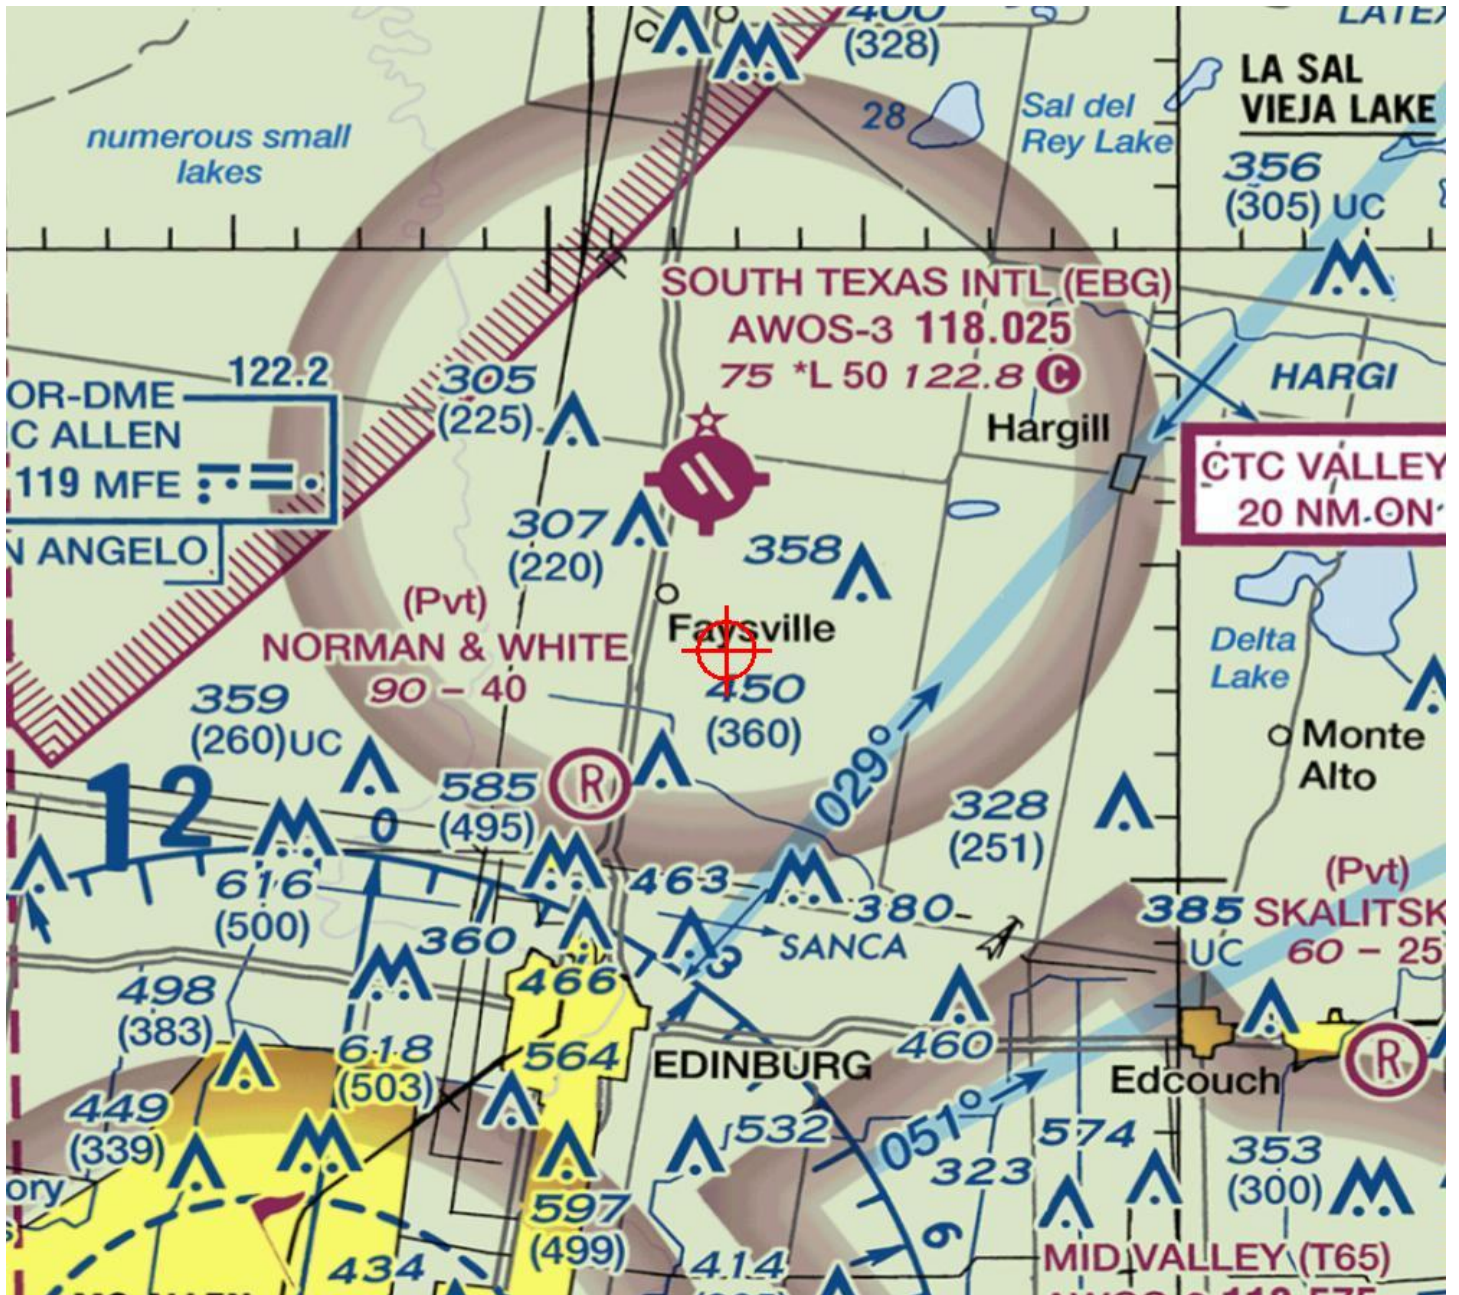 400
(328)
LATEX
LA SAL
VIEJA LAKE
numerous small
lakes
28
Sal del
Rey Lake
356
(305) UC
SOUTH TEXAS INTL (EBG)
AWOS-3 118.025
75 *L 50 122.8 C
122.2
OR-DME
C ALLEN
119 MFE
N ANGELO
305
(225)
HARGI
Hargill
CTC VALLEY
20 NM ON
307
(220)
358
(Pvt)
NORMAN & WHITE
90 - 40
Faysville
450
(360)
Delta
Lake
359
(260)UC
Monte
Alto
12
0
585
(495)
R
029°
328
(251)
616
(500)
463
380
SANCA
3
(Pvt)
385 SKALITSK
UC 60 - 25
360
466
498
(383)
618
(503)
564
EDINBURG
460
Edcouch
R
449
(339)
532
051°
574
323
353
(300)
ory
s
597
(499)
6
434
414
MID VALLEY (T65)